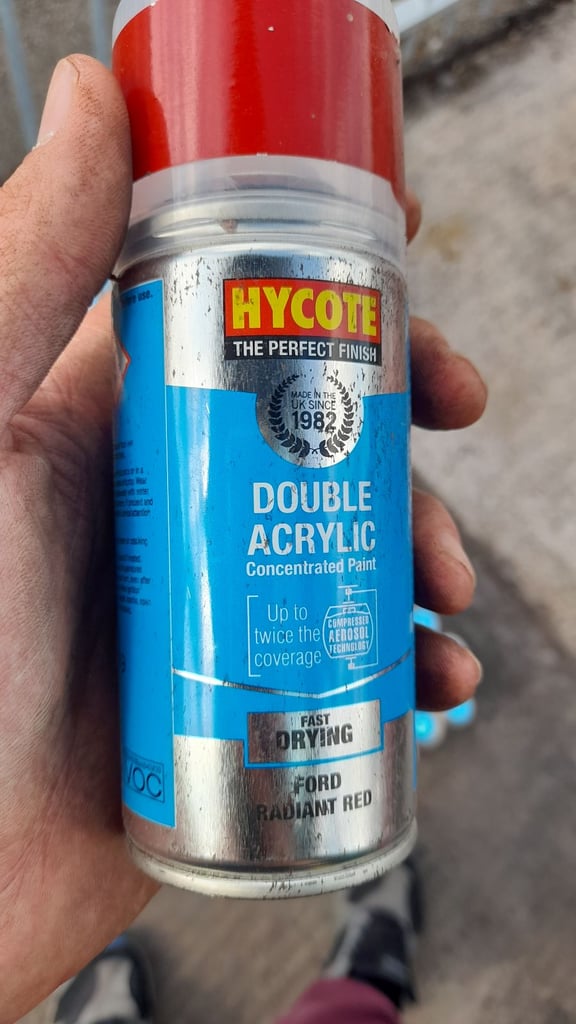 HYCOTE
THE PERFECT FINISH
MADE IN THE
UK SINCE
1982
DOUBLE
ACRYLIC
Concentrated Paint
Up to
twice the
coverage
COMPRESSED
AEROSOL
TECHNOLOGY
FAST
DRYING
FORD
RADIANT RED
use.
VOC